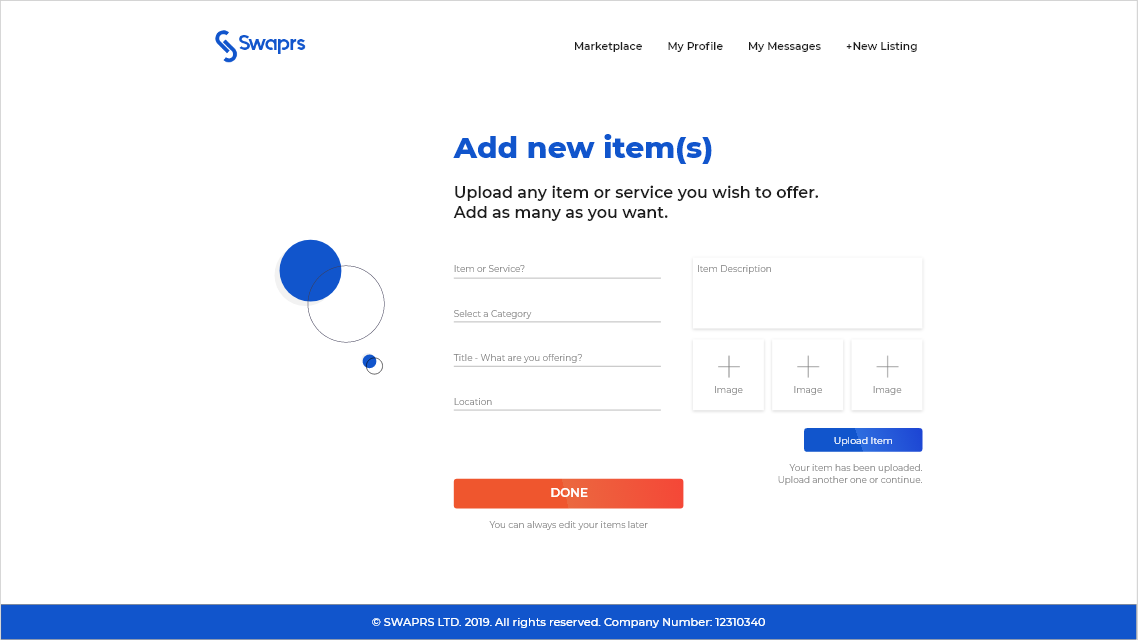 Swaprs
Marketplace
My Profile
My Messages
+New Listing
Add new item(s)
Upload any item or service you wish to offer.
Add as many as you want.
Item or Service?
Select a Category
Title - What are you offering?
Location
Item Description
Image
Image
Image
Upload Item
Your item has been uploaded.
Upload another one or continue.
DONE
You can always edit your items later
© SWAPRS LTD. 2019. All rights reserved. Company Number: 12310340